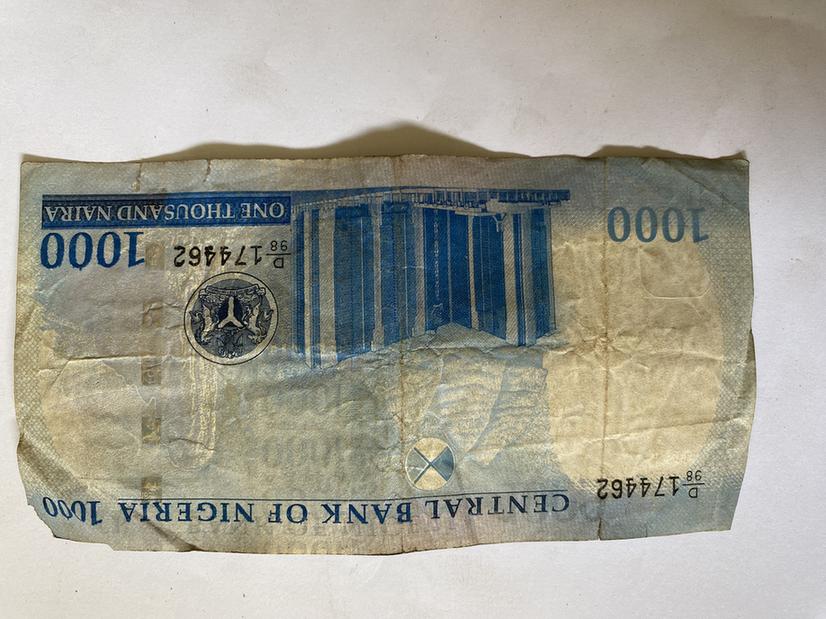 CENTRAL BANK OF NIGERIA 1000
D/98 174462
D/98 174462
1000
1000
ONE THOUSAND NAIRA